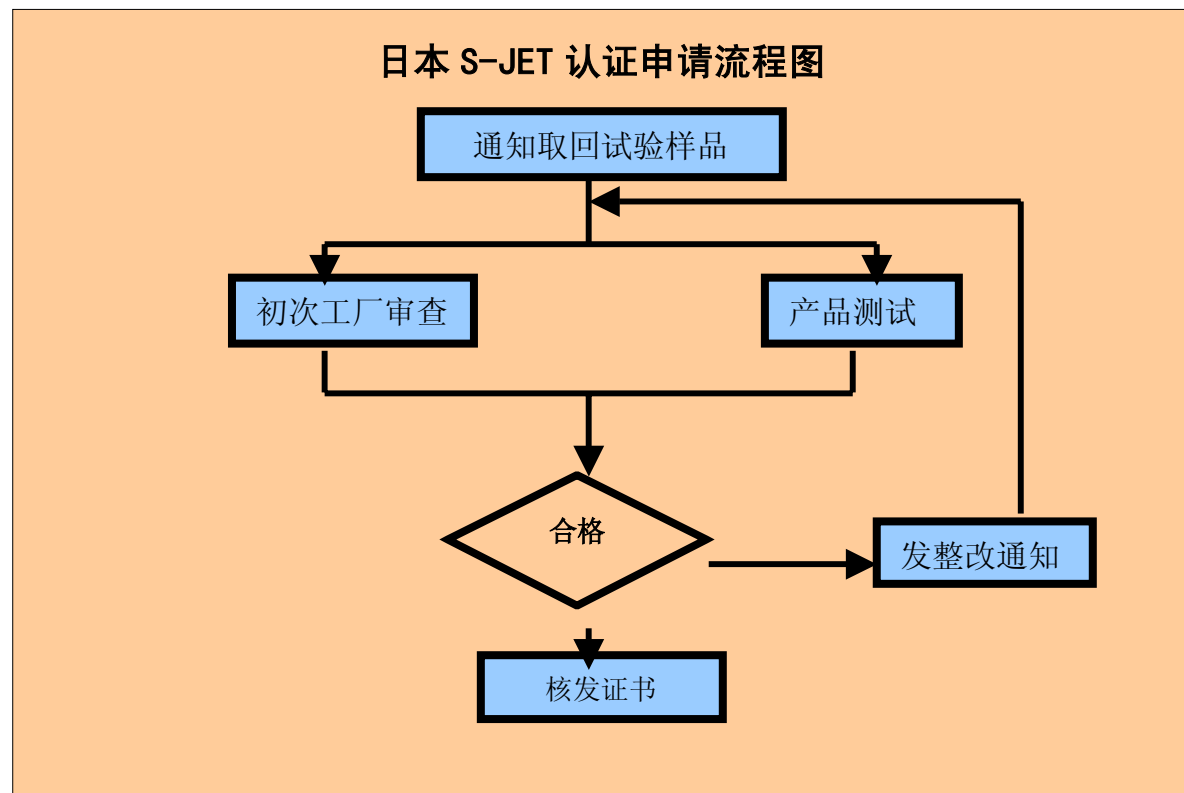 日本 S-JET 认证申请流程图
通知取回试验样品
初次工厂审查
产品测试
合格
发整改通知
核发证书